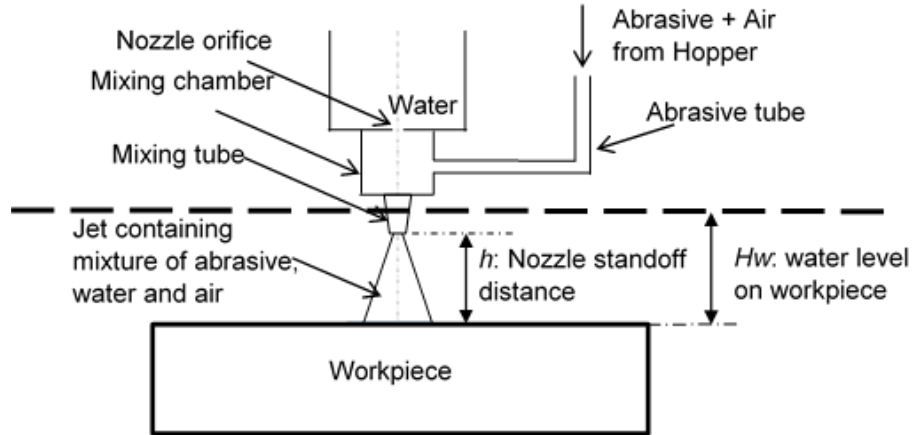 Nozzle orifice
Mixing chamber
Water
Abrasive + Air
from Hopper
Abrasive tube
Mixing tube
Jet containing
mixture of abrasive,
water and air
h: Nozzle standoff
distance
Hw: water level
on workpiece
Workpiece